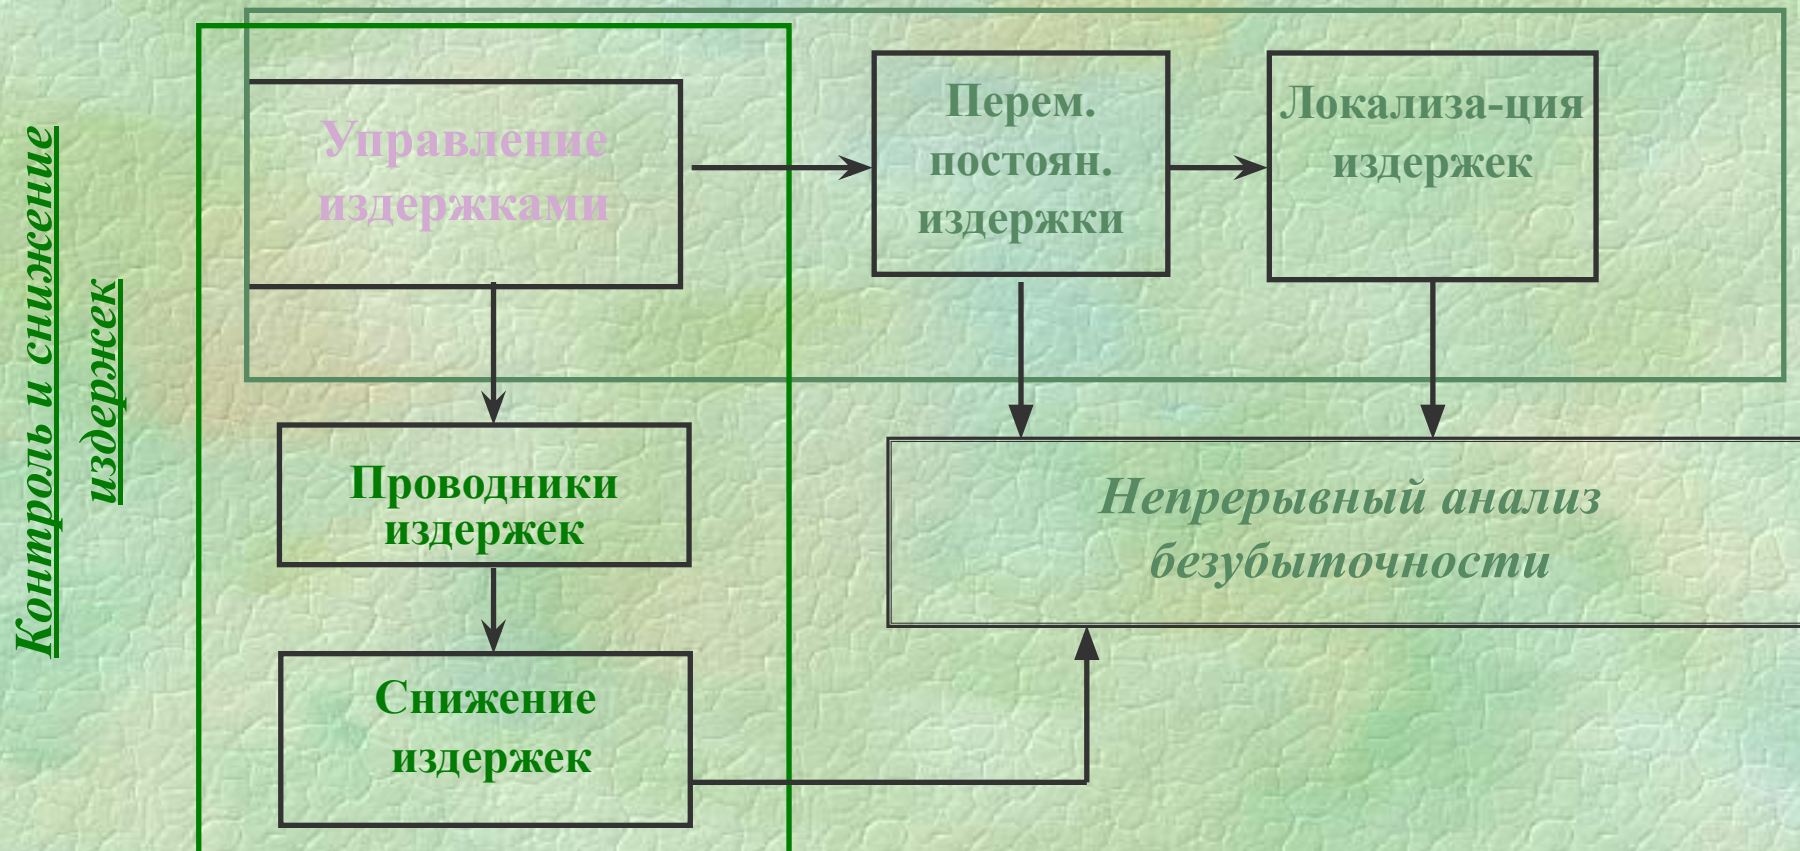 Контроль и снижение
издержек
Управление
издержками
Перем.
постоян.
издержки
Локализа-ция
издержек
Проводники
издержек
Непрерывный анализ
безубыточности
Снижение
издержек